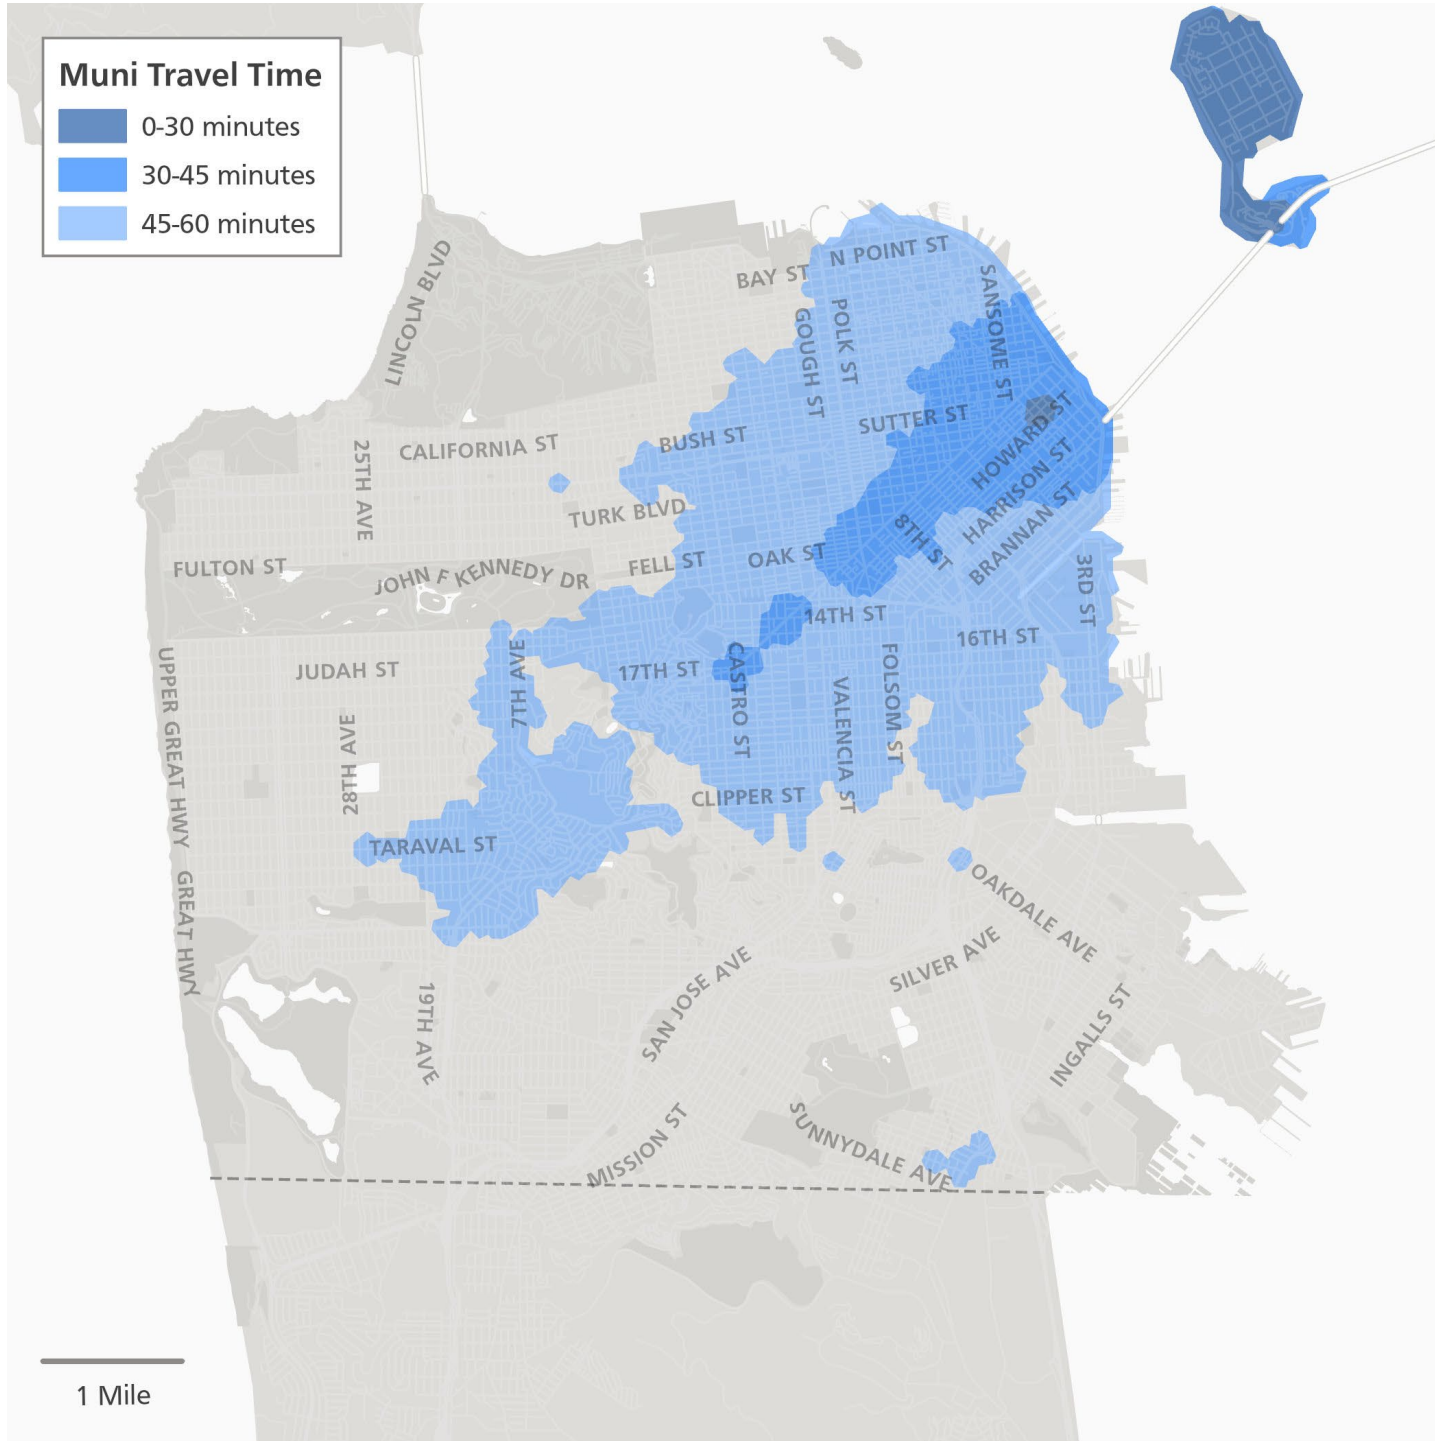 Muni Travel Time
0-30 minutes
30-45 minutes
45-60 minutes
LINCOLN BLVD
BAY ST
N POINT ST
SANSOME ST
POLK ST
GOUGH ST
SUTTER ST
HOWARD ST
HARRISON ST
BRANNAN ST
8TH ST
CALIFORNIA ST
25TH AVE
BUSH ST
TURK BLVD
FULTON ST
JOHN F KENNEDY DR
FELL ST
OAK ST
3RD ST
14TH ST
16TH ST
UPPER GREAT HWY
JUDAH ST
7TH AVE
17TH ST
CASTRO ST
VALENCIA ST
FOLSOM ST
28TH AVE
CLIPPER ST
TARAVAL ST
GREAT HWY
OAKDALE AVE
SILVER AVE
19TH AVE
SAN JOSE AVE
INGALLS ST
MISSION ST
SUNNYDALE AVE
1 Mile